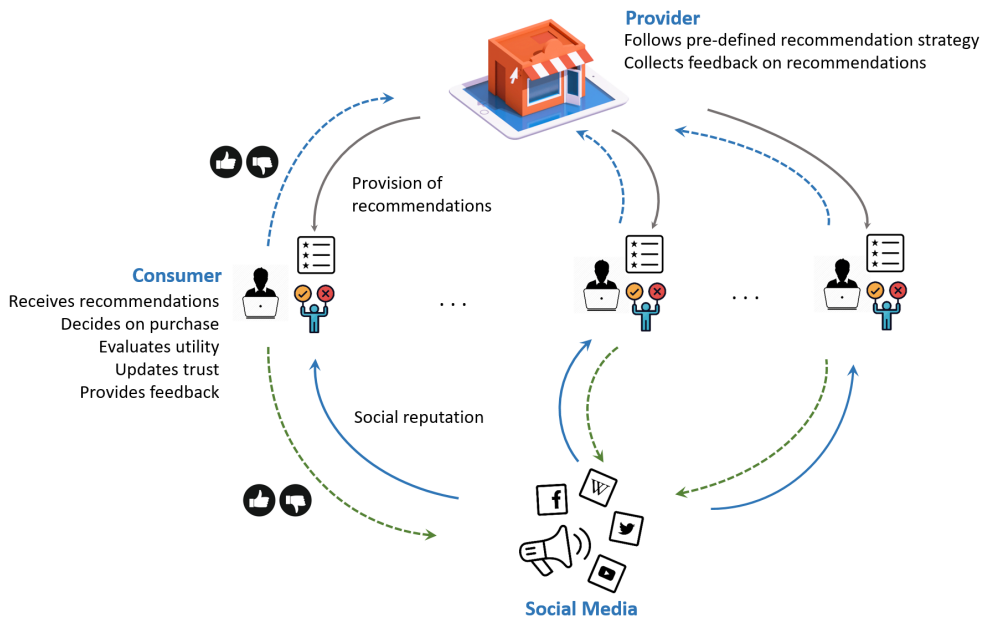 Provider
Follows pre-defined recommendation strategy
Collects feedback on recommendations
Provision of
recommendations
Consumer
Receives recommendations
Decides on purchase
Evaluates utility
Updates trust
Provides feedback
...
...
Social reputation
f
W
Social Media